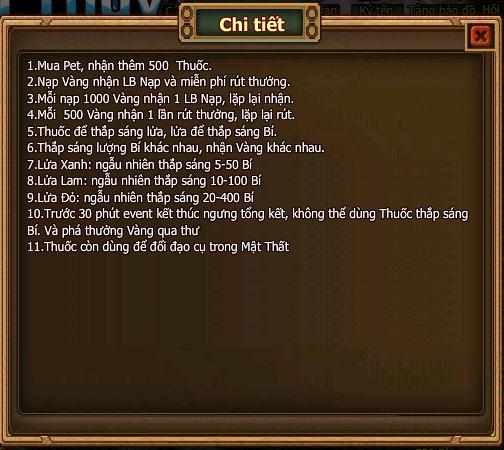 Chi tiết
1.Mua Pet, nhận thêm 500  Thuốc.
2.Nạp Vàng nhận LB Nạp và miễn phí rút thưởng.
3.Mỗi nạp 1000 Vàng nhận 1 LB Nạp, lặp lại nhận.
4.Mỗi  500 Vàng nhận 1 lần rút thưởng, lặp lại rút.
5.Thuốc để thắp sáng lửa, lửa để thắp sáng Bí.
6.Thắp sáng lượng Bí khác nhau, nhận Vàng khác nhau.
7.Lửa Xanh: ngẫu nhiên thắp sáng 5-50 Bí
8.Lửa Lam: ngẫu nhiên thắp sáng 10-100 Bí
9.Lửa Đỏ: ngẫu nhiên thắp sáng 20-400 Bí
10.Trước 30 phút event kết thúc ngưng tổng kết, không thể dùng Thuốc thắp sáng
Bí. Và phá thưởng Vàng qua thư
11.Thuốc còn dùng để đổi đạo cụ trong Mật Thất